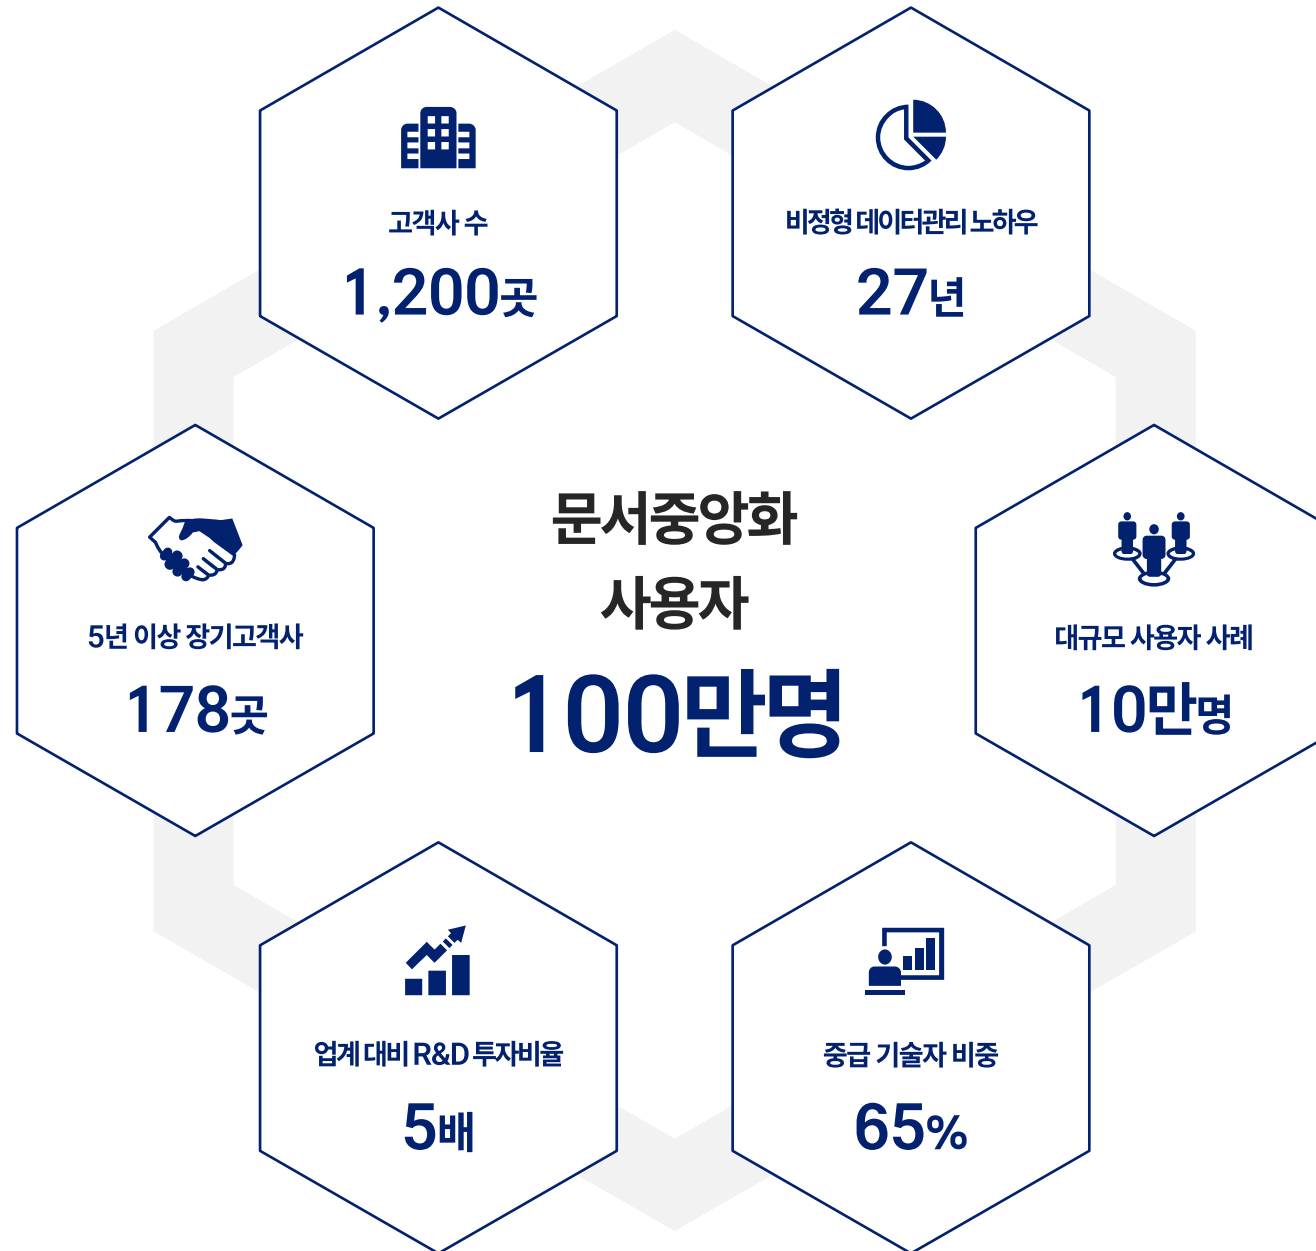 고객사 수
1,200곳
비정형 데이터관리 노하우
27년
문서중앙화
사용자
100만명
5년 이상 장기고객사
178곳
대규모 사용자 사례
10만명
업계 대비 R&D 투자비율
5배
중급 기술자 비중
65%